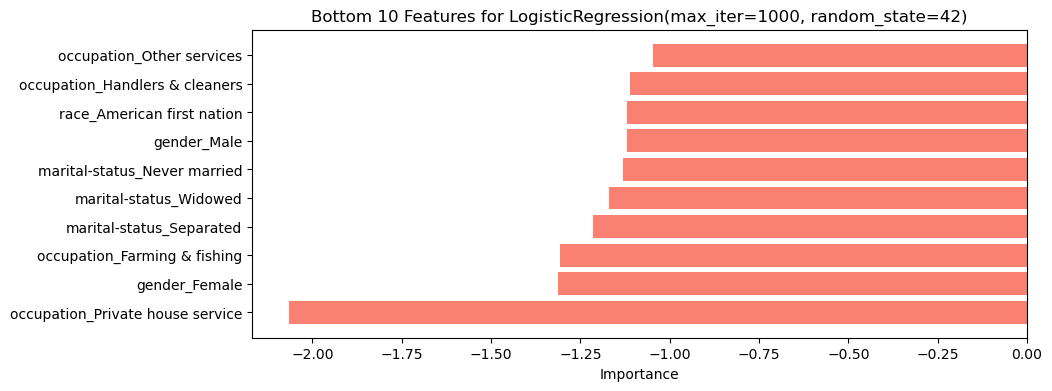 Bottom 10 Features for LogisticRegression(max_iter=1000, random_state=42)
occupation_Other services
occupation_Handlers & cleaners
race_American first nation
gender_Male
marital-status_Never married
marital-status_Widowed
marital-status_Separated
occupation_Farming & fishing
gender_Female
occupation_Private house service
−2.00 −1.75 −1.50 −1.25 −1.00 −0.75 −0.50 −0.25 0.00
Importance